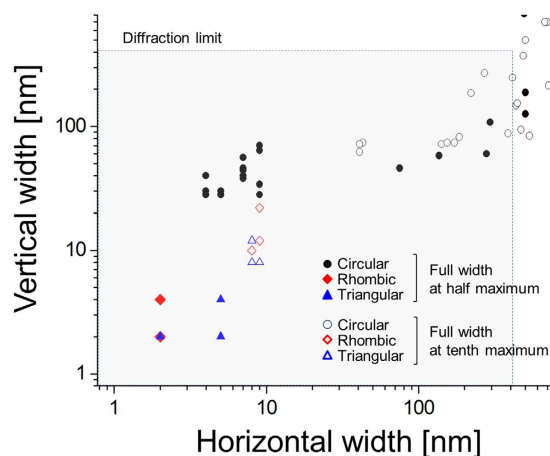 Diffraction limit
Vertical width [nm]
100
10
1
Circular
Rhombic
Triangular
Full width
at half maximum
Circular
Rhombic
Triangular
Full width
at tenth maximum
1
10
100
Horizontal width [nm]